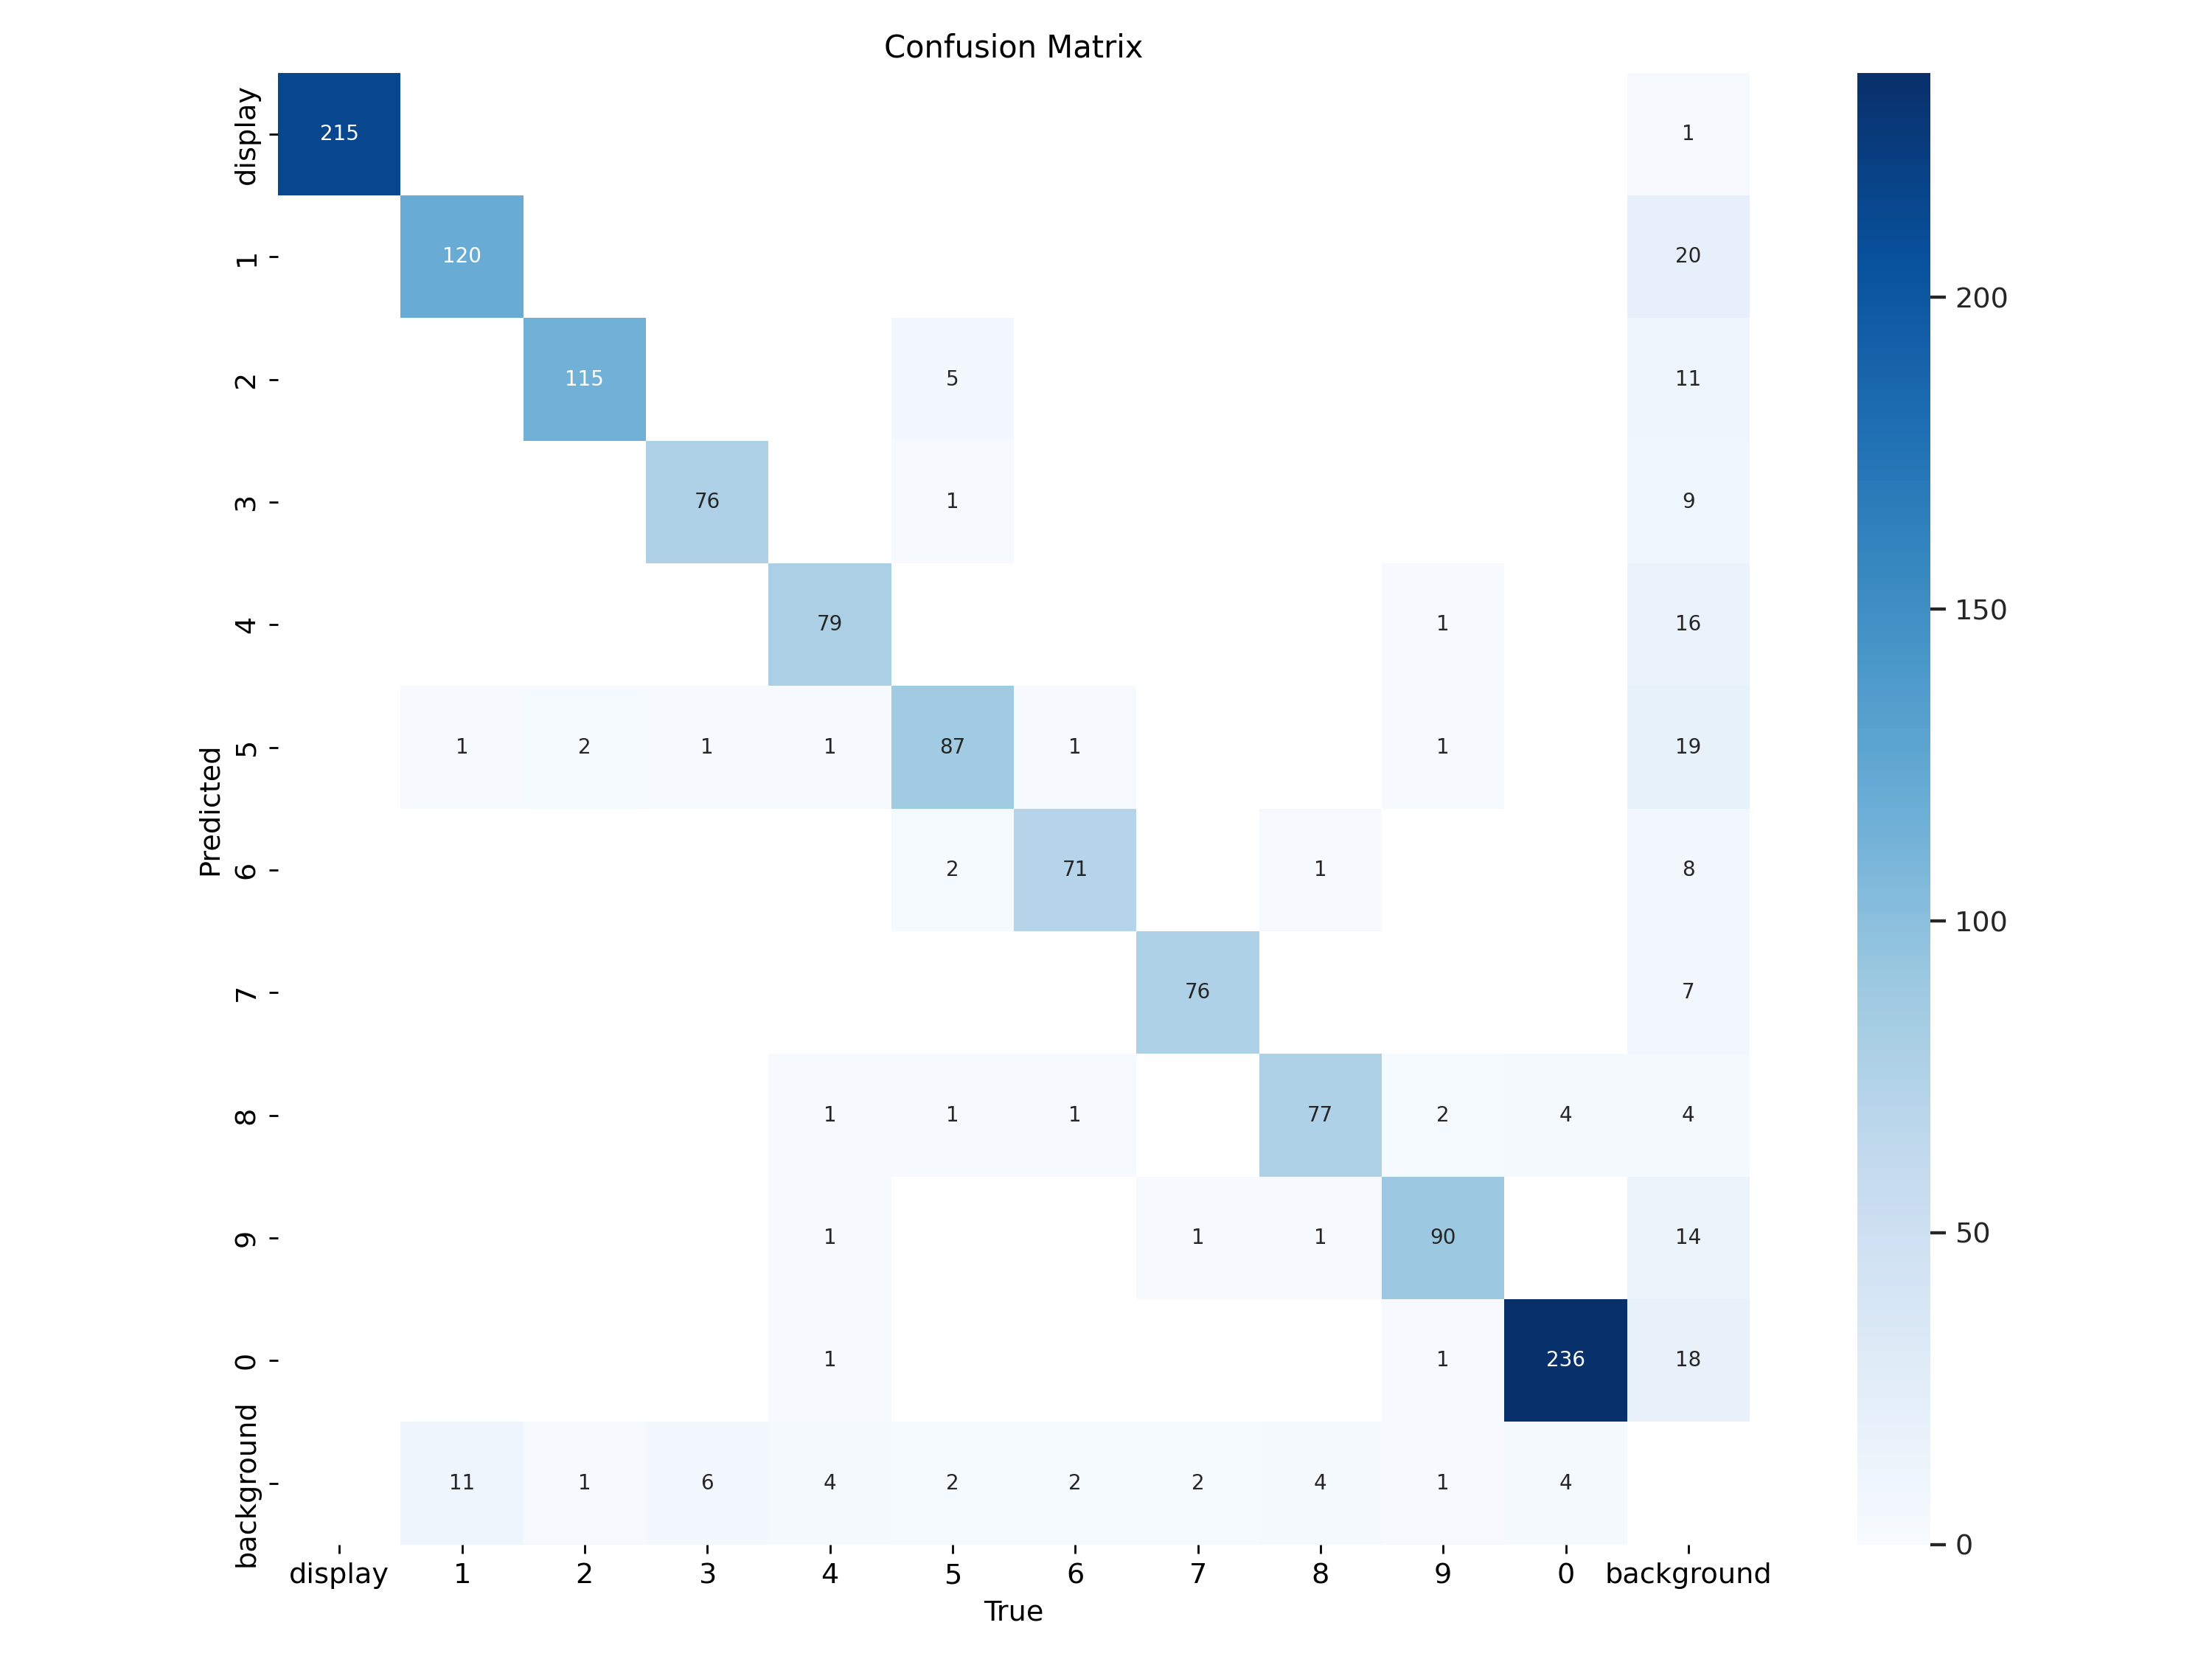 Confusion Matrix
display 215 1
1 120 20
2 115 5 11
3 76 1 9
4 79 1 16
5 1 2 1 1 87 1 1 19
6 2 71 1 8
7 76 7
8 1 1 1 77 2 4 4
9 1 1 1 90 14
0 1 1 236 18
background 11 1 6 4 2 2 2 4 1 4
display 1 2 3 4 5 6 7 8 9 0 background
True
Predicted
200
150
100
50
0